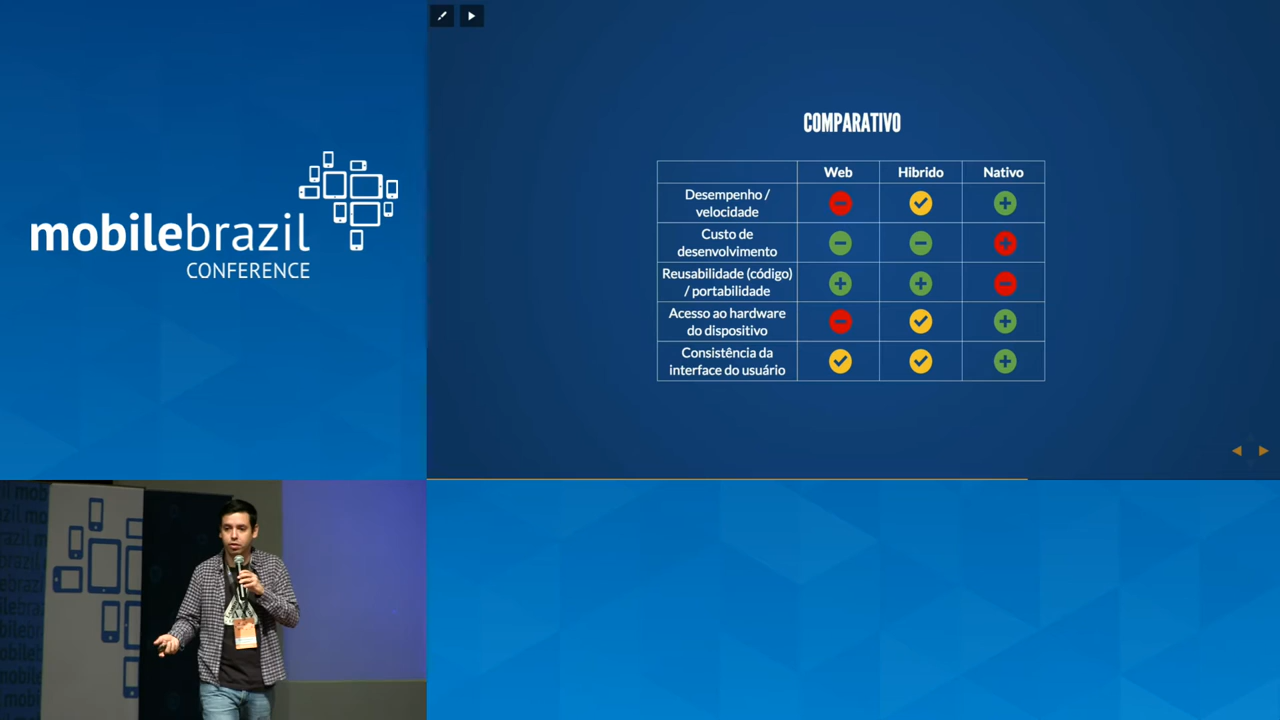 mobilebrazil
CONFERENCE
COMPARATIVO
Web Hibrido Nativo
Desempenho /
velocidade
Custo de
desenvolvimento
Reusabilidade (código)
/ portabilidade
Acesso ao hardware
do dispositivo
Consistência da
interface do usuário